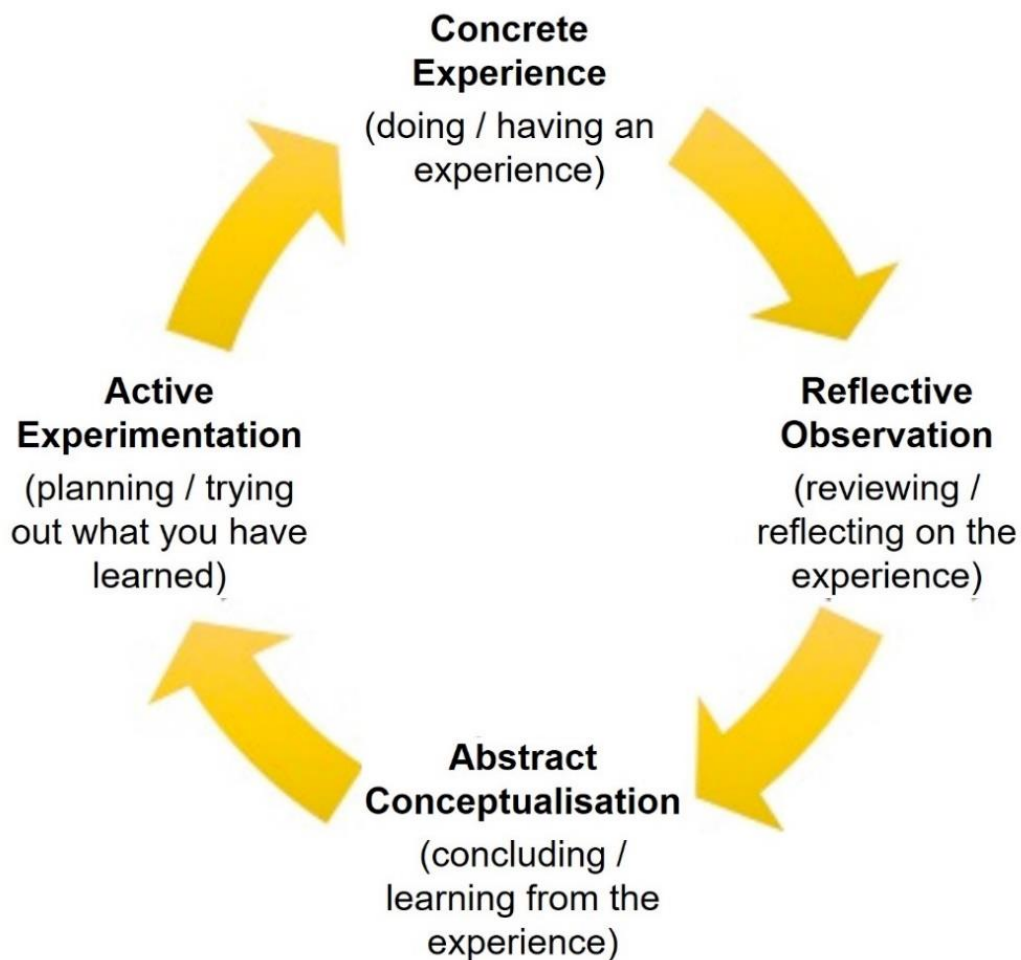 Concrete
Experience
(doing / having an
experience)
Reflective
Observation
(reviewing /
reflecting on the
experience)
Abstract
Conceptualisation
(concluding /
learning from the
experience)
Active
Experimentation
(planning / trying
out what you have
learned)